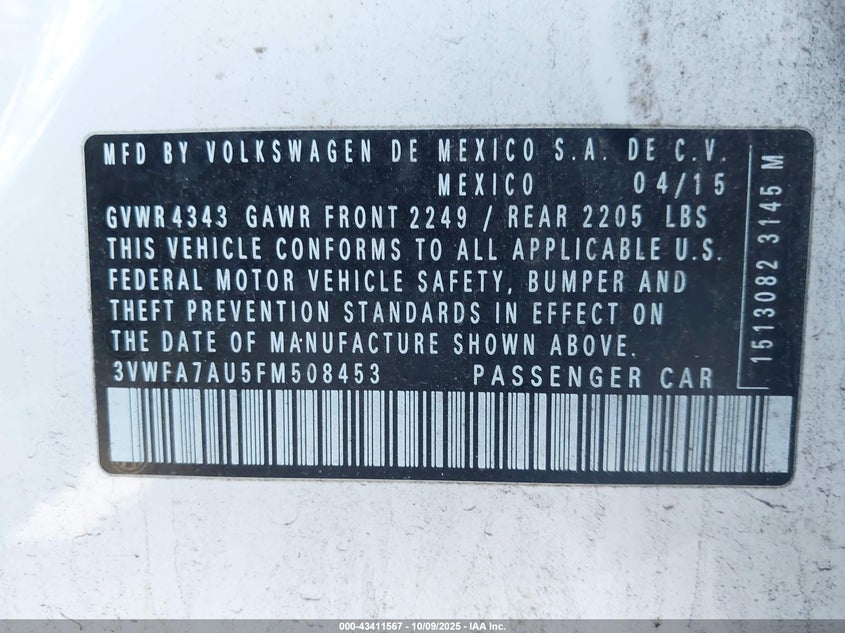 MFD BY VOLKSWAGEN DE MEXICO S.A. DE C.V.
MEXICO 04/15
GVWR 4343 GAWR FRONT 2249 / REAR 2205 LBS
THIS VEHICLE CONFORMS TO ALL APPLICABLE U.S.
FEDERAL MOTOR VEHICLE SAFETY, BUMPER AND
THEFT PREVENTION STANDARDS IN EFFECT ON
THE DATE OF MANUFACTURE SHOWN ABOVE.
3VWFA7AU5FM508453 PASSENGER CAR
1513082 3145 M
000-43411567 - 10/09/2025 - IAA Inc.